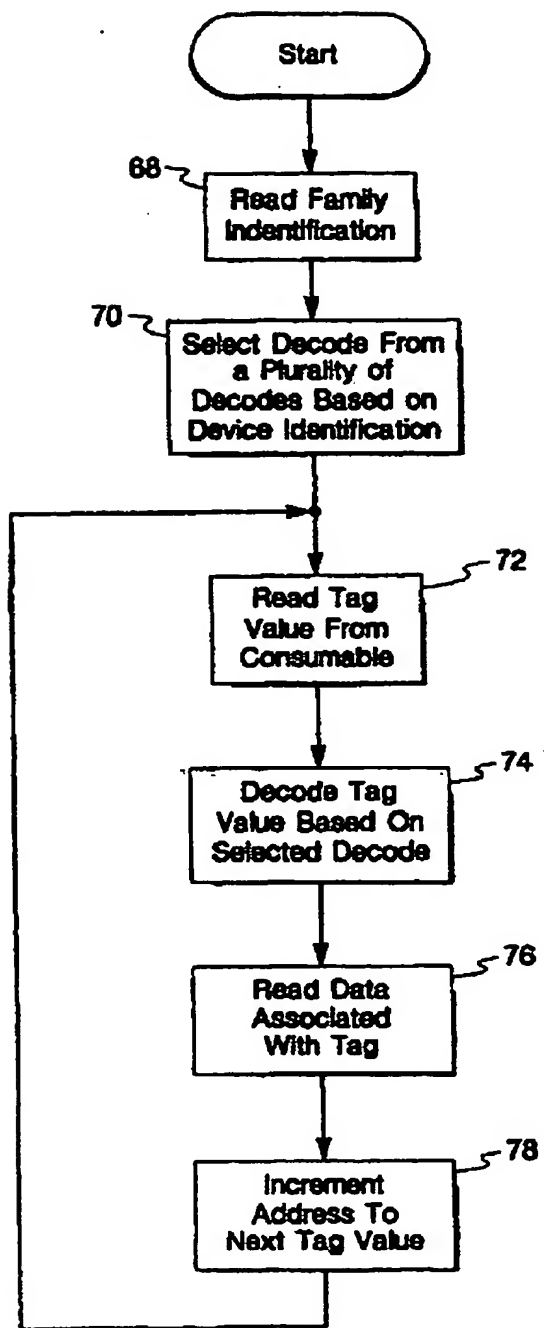 Start
68
Read Family
Indentification
70
Select Decode From
a Plurality of
Decodes Based on
Device Identification
72
Read Tag
Value From
Consumable
74
Decode Tag
Value Based On
Selected Decode
76
Read Data
Associated
With Tag
78
Increment
Address To
Next Tag Value